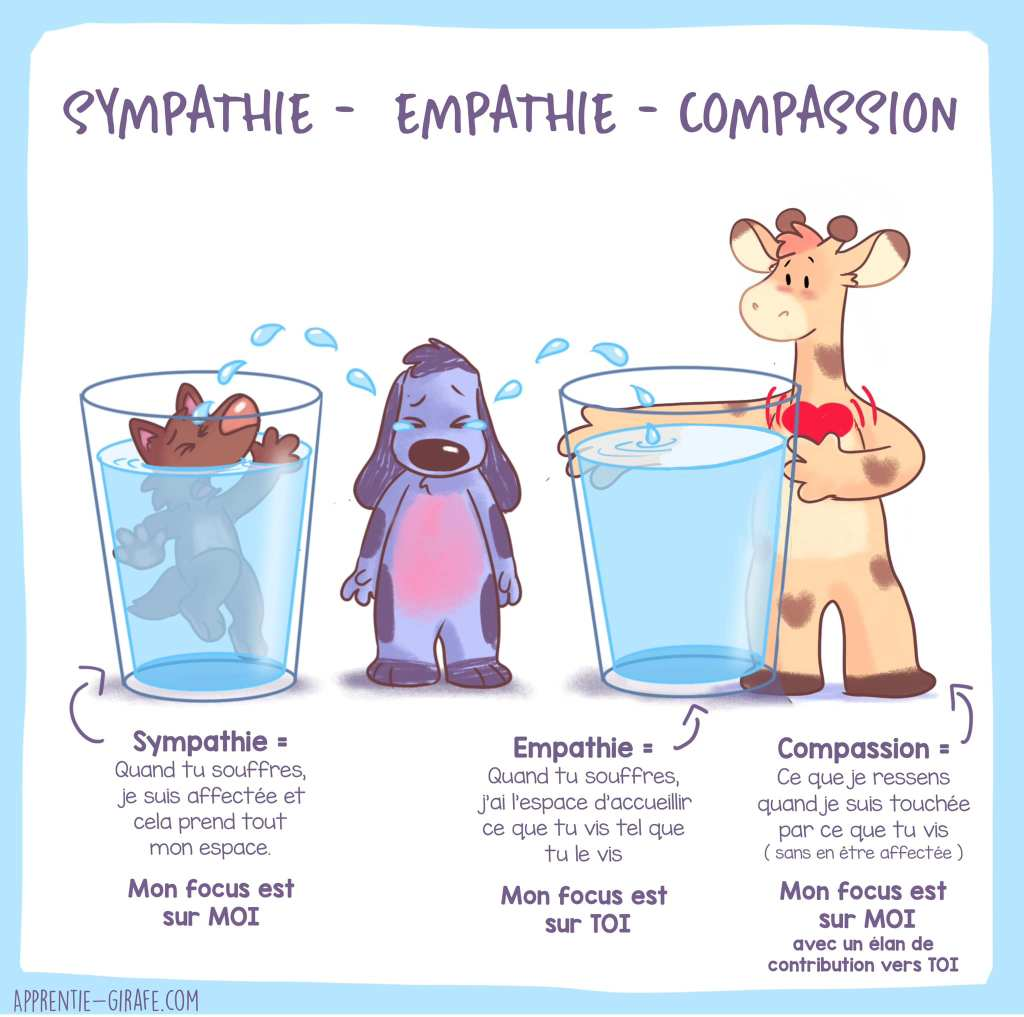 SYMPATHIE - EMPATHIE - COMPASSION
Sympathie =
Quand tu souffres,
je suis affectée et
cela prend tout
mon espace.
Mon focus est
sur MOI
Empathie =
Quand tu souffres,
j'ai l'espace d'accueillir
ce que tu vis tel que
tu le vis
Mon focus est
sur TOI
Compassion =
Ce que je ressens
quand je suis touchée
par ce que tu vis
( sans en être affectée )
Mon focus est
sur MOI
avec un élan de
contribution vers TOI
APPRENTIE-GIRAFE.COM